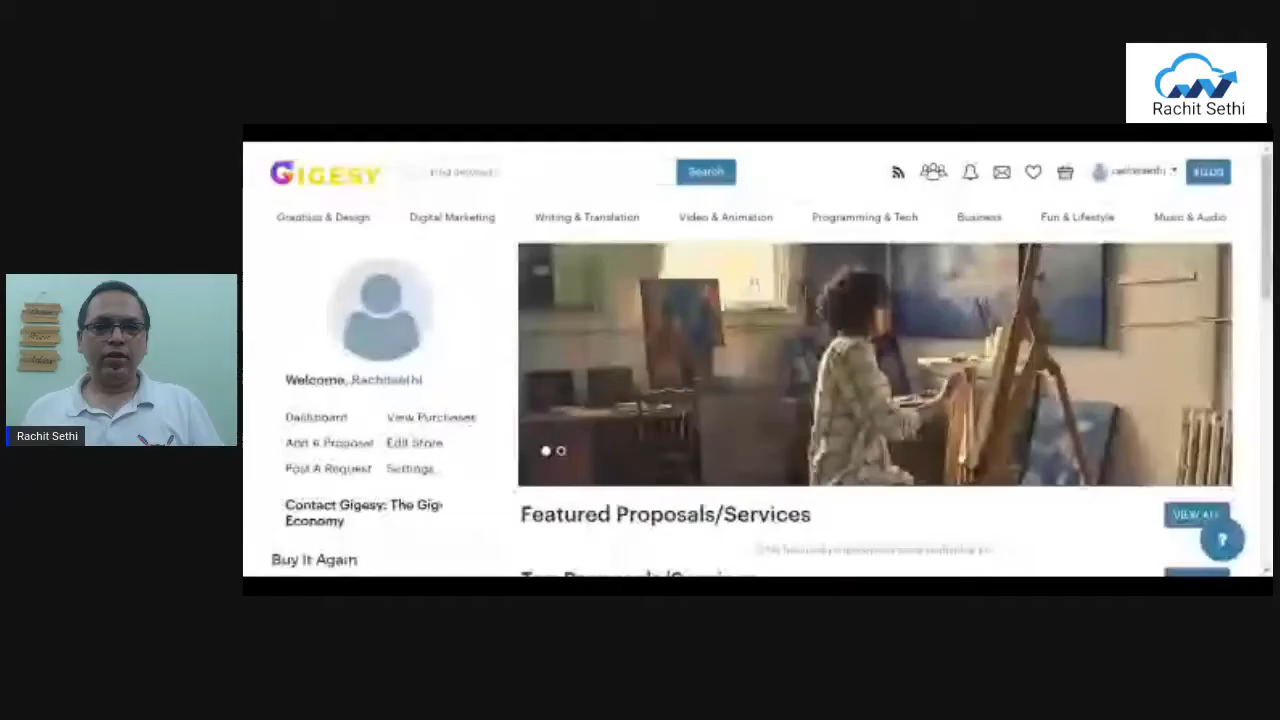 Rachit Sethi
GIGESY
Search
Graphics & Design Digital Marketing Writing & Translation Video & Animation Programming & Tech Business Fun & Lifestyle Music & Audio
Welcome, Rachitsethi
Dashboard View Purchases
Add A Proposal Edit Store
Post A Request Settings
Contact Gigesy: The Gig
Economy
Buy It Again
Featured Proposals/Services
VIEW ALL
?
Rachit Sethi